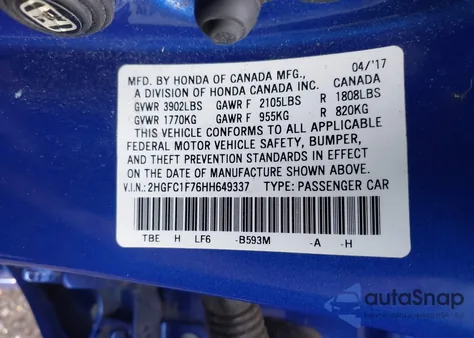 04/'17
MFD. BY HONDA OF CANADA MFG.,
A DIVISION OF HONDA CANADA INC. CANADA
GVWR 3902LBS GAWR F 2105LBS R 1808LBS
GVWR 1770KG GAWR F 955KG R 820KG
THIS VEHICLE CONFORMS TO ALL APPLICABLE
FEDERAL MOTOR VEHICLE SAFETY, BUMPER,
AND THEFT PREVENTION STANDARDS IN EFFECT
ON THE DATE OF MANUFACTURE SHOWN ABOVE.
V.I.N.: 2HGFC1F76HH649337 TYPE: PASSENGER CAR
TBE H LF6 -B593M -A -H
autoSnap